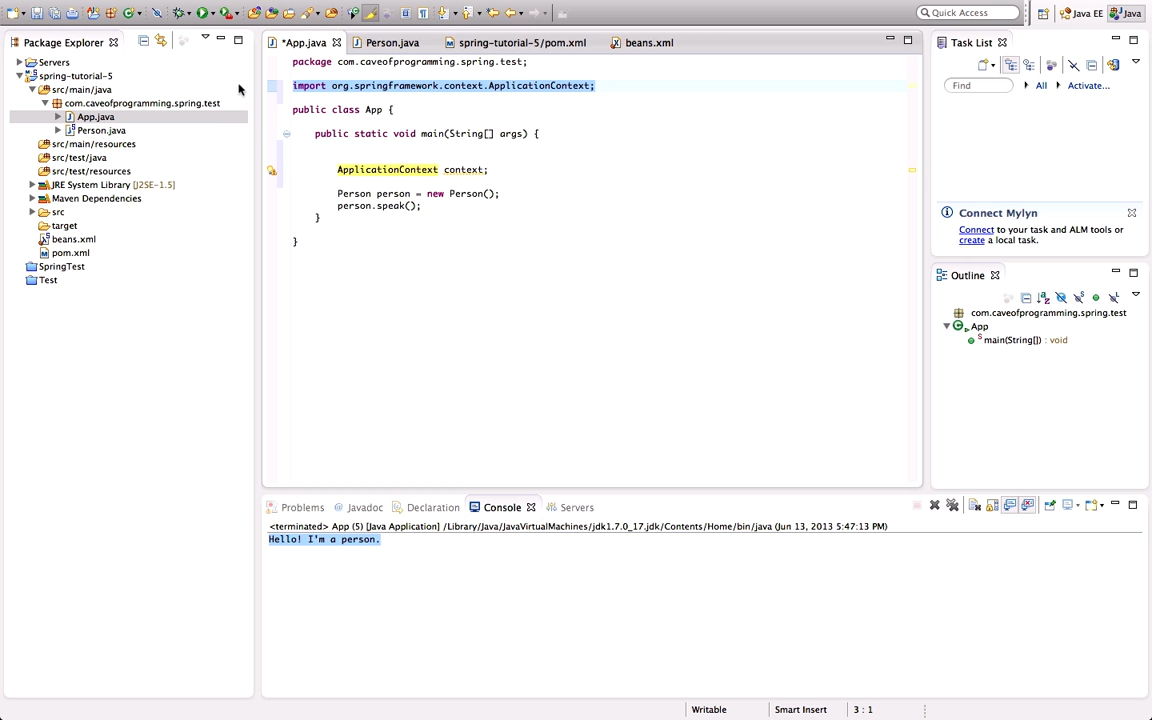 Quick Access
Java EE
Java
Package Explorer
Servers
spring-tutorial-5
src/main/java
com.caveofprogramming.spring.test
App.java
Person.java
src/main/resources
src/test/java
src/test/resources
JRE System Library [J2SE-1.5]
Maven Dependencies
src
target
beans.xml
pom.xml
SpringTest
Test
*App.java
Person.java
spring-tutorial-5/pom.xml
beans.xml
package com.caveofprogramming.spring.test;
import org.springframework.context.ApplicationContext;
public class App {
public static void main(String[] args) {
ApplicationContext context;
Person person = new Person();
person.speak();
}
}
Task List
Find
All
Activate...
Connect Mylyn
Connect to your task and ALM tools or
create a local task.
Outline
com.caveofprogramming.spring.test
App
main(String[]) : void
Problems
@ Javadoc
Declaration
Console
Servers
<terminated> App (5) [Java Application] /Library/Java/JavaVirtualMachines/jdk1.7.0_17.jdk/Contents/Home/bin/java (Jun 13, 2013 5:47:13 PM)
Hello! I'm a person.
Writable
Smart Insert
3 : 1